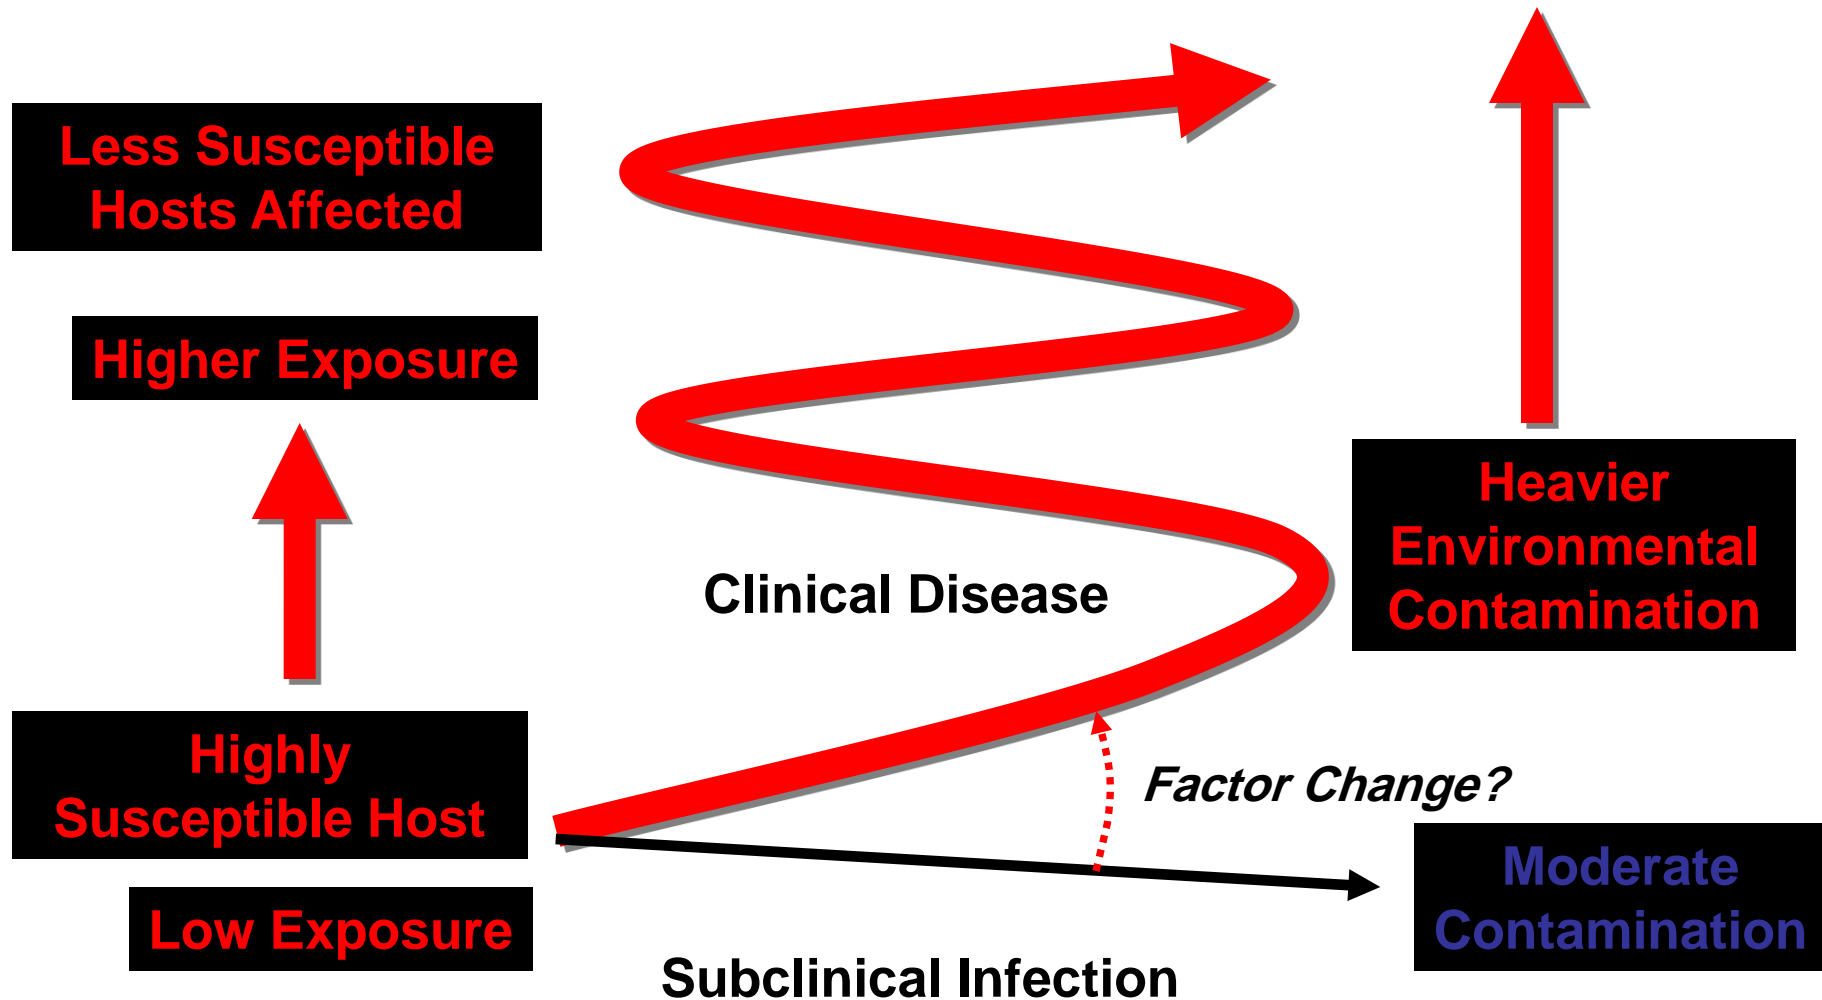 Less Susceptible
Hosts Affected
Higher Exposure
Heavier
Environmental
Contamination
Clinical Disease
Highly
Susceptible Host
Factor Change?
Moderate
Contamination
Low Exposure
Subclinical Infection